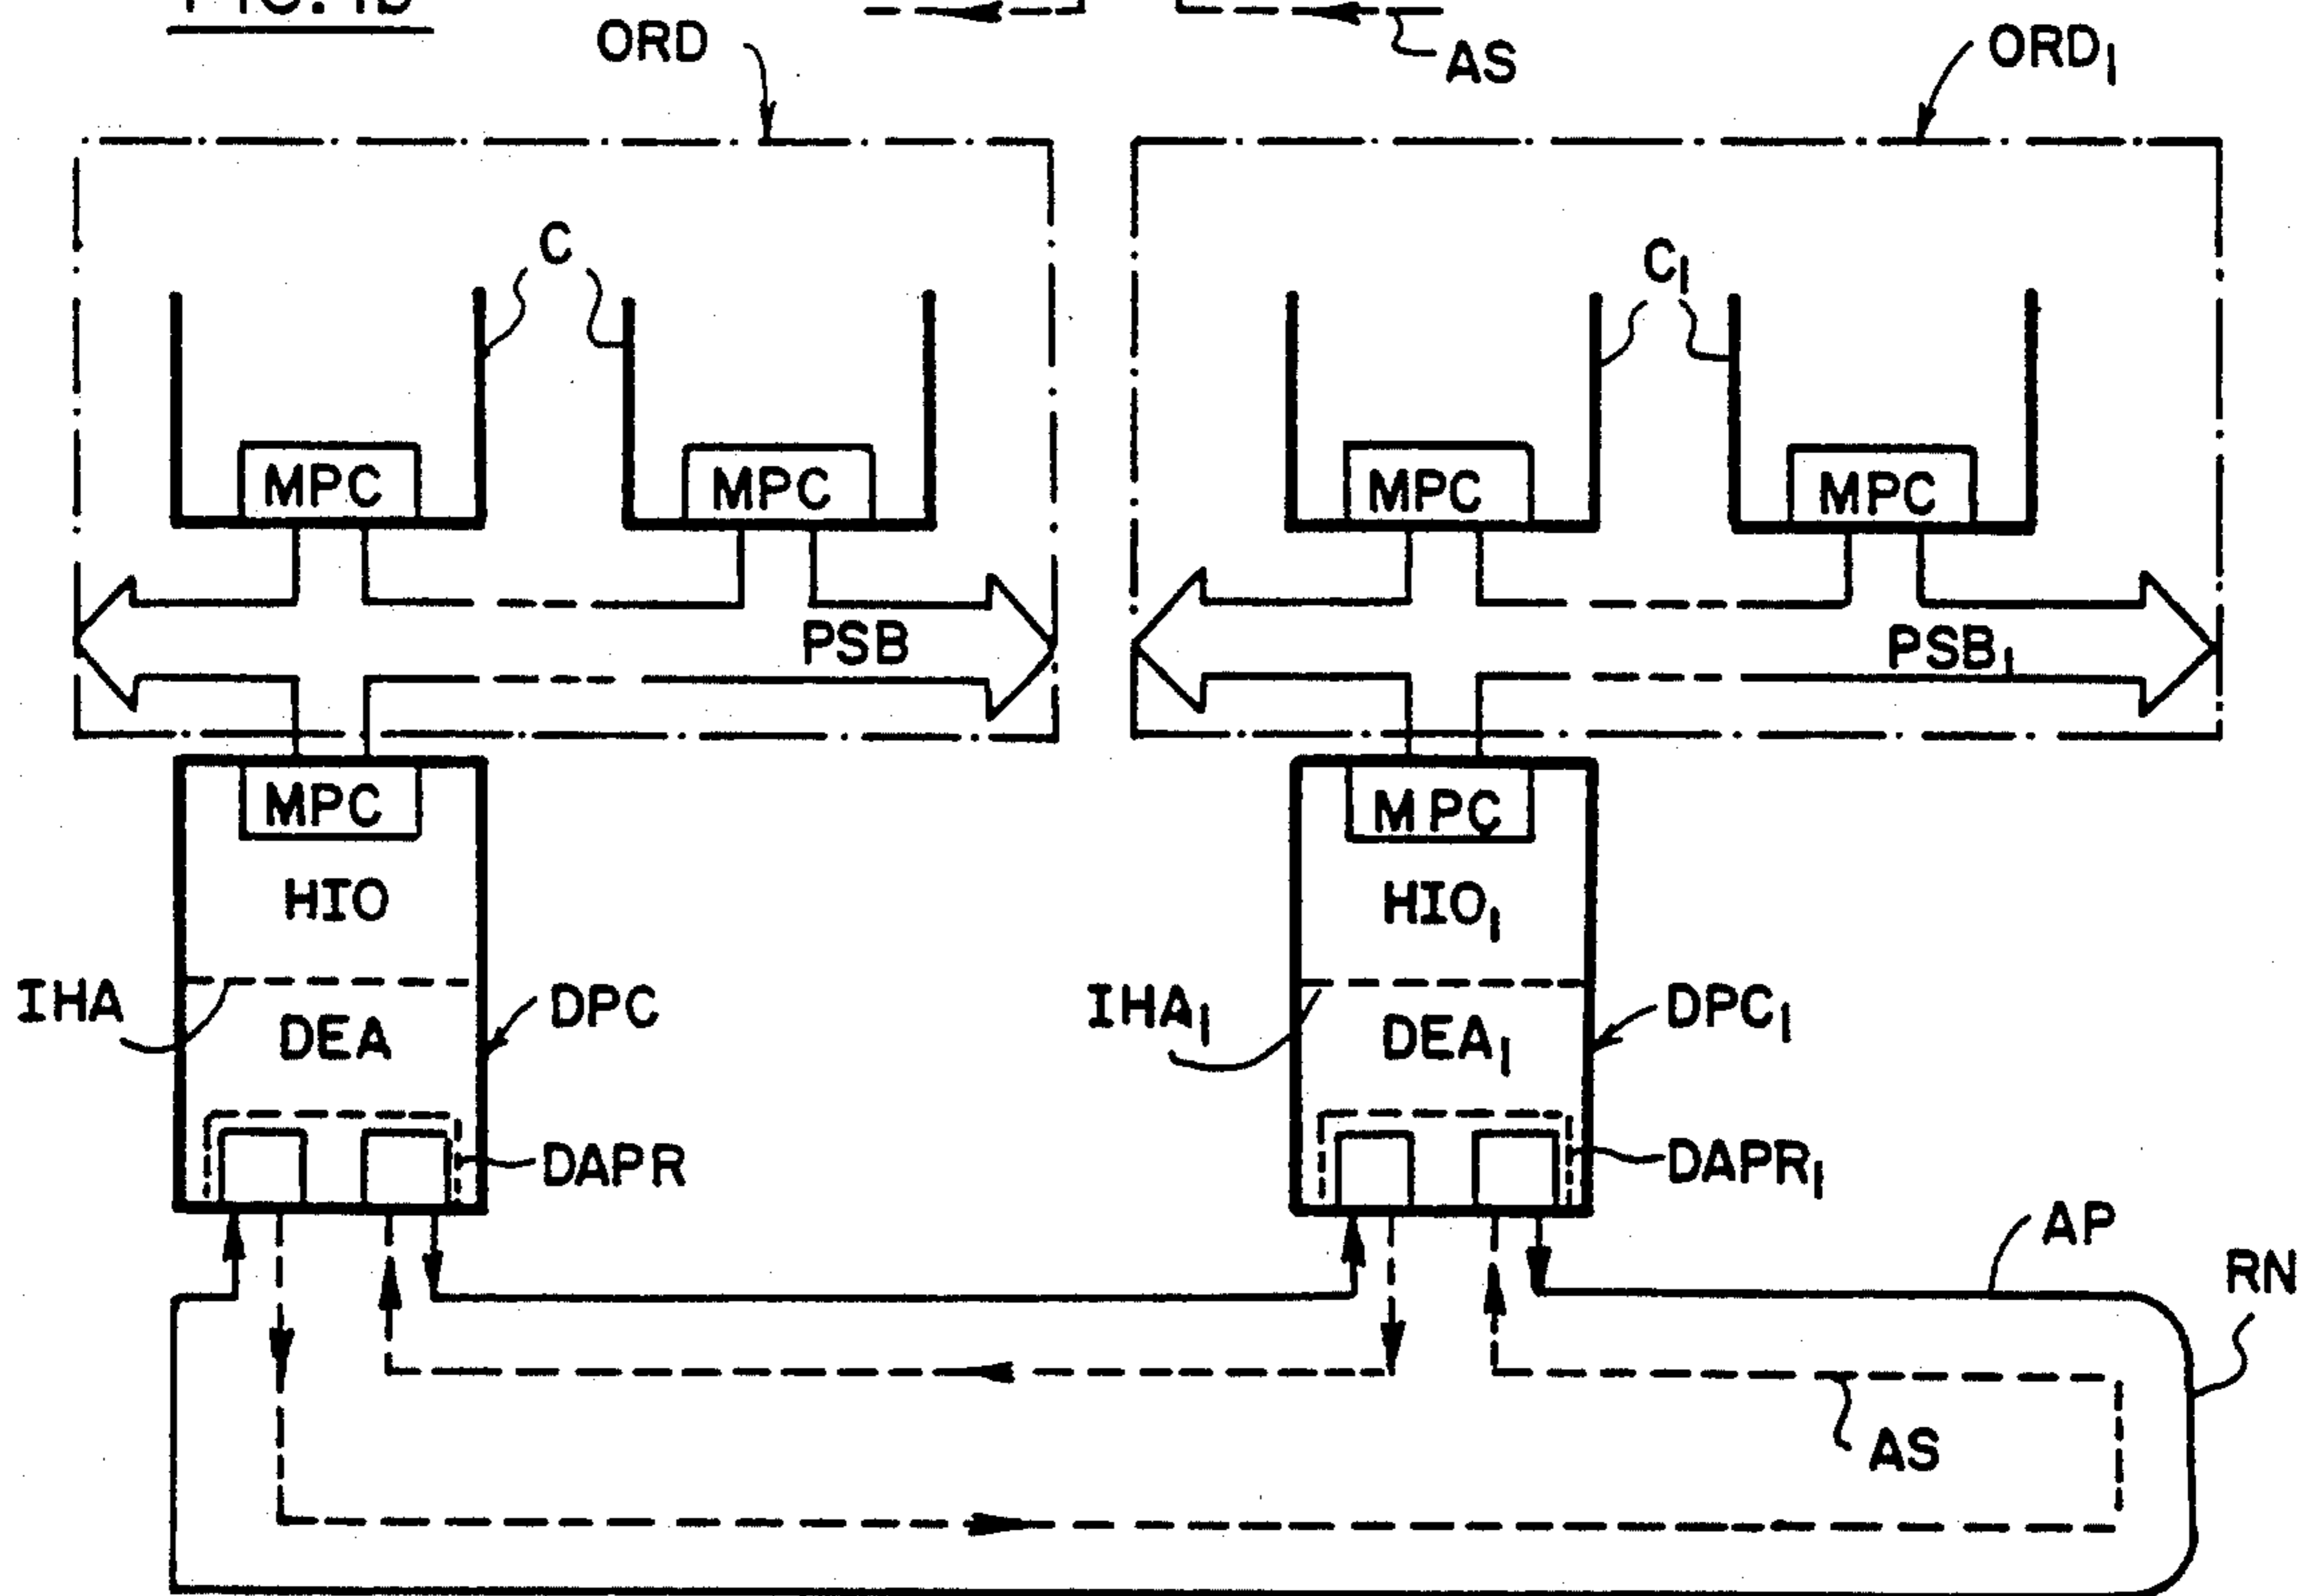 ORD
AS
ORD₁
C
C₁
MPC
MPC
MPC
MPC
PSB
PSB₁
MPC
MPC
HIO
HIO₁
IHA
DEA
DPC
IHA₁
DEA₁
DPC₁
DAPR
DAPR₁
AP
RN
AS